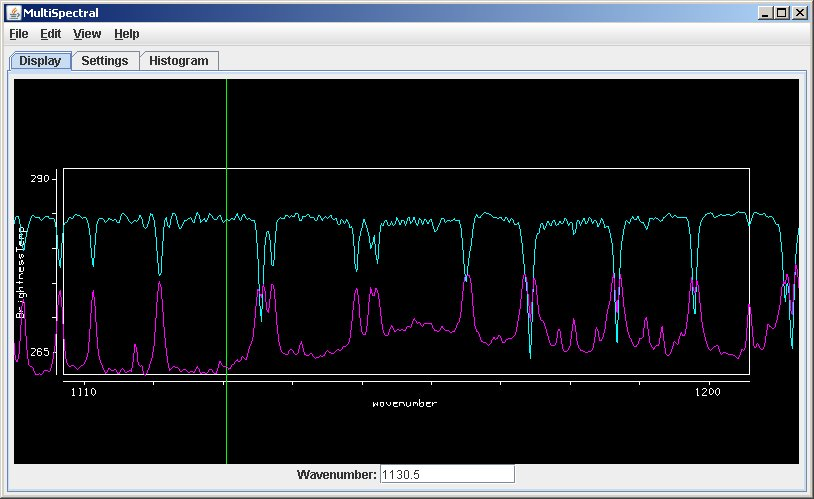 MultiSpectral
File Edit View Help
Display Settings Histogram
290
BrightnessTemp
265
1110 1200
wavenumber
Wavenumber: 1130.5